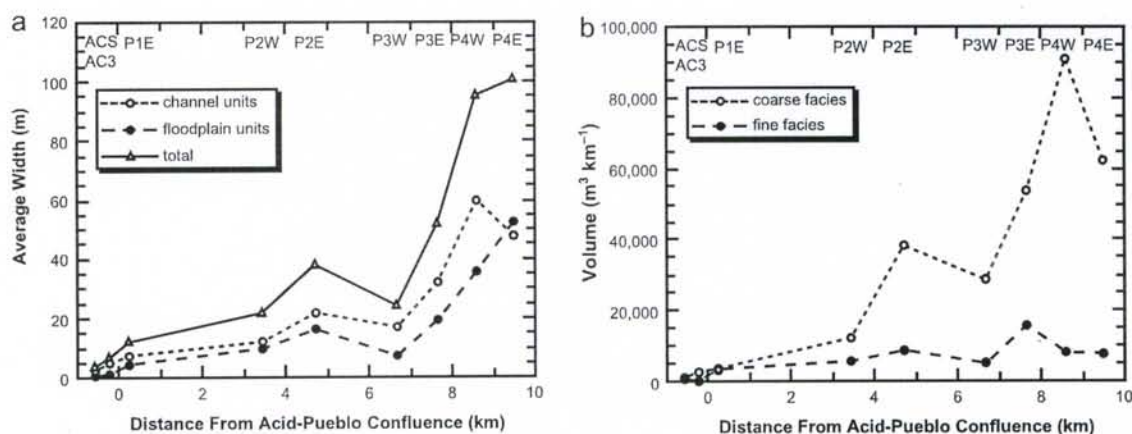 a
120
100
80
60
40
20
0
Average Width (m)
ACS P1E P2W P2E P3W P3E P4W P4E
AC3
channel units
floodplain units
total
0 2 4 6 8 10
Distance From Acid-Pueblo Confluence (km)
b
100,000
80,000
60,000
40,000
20,000
0
Volume (m³ km⁻¹)
ACS P1E P2W P2E P3W P3E P4W P4E
AC3
coarse facies
fine facies
0 2 4 6 8 10
Distance From Acid-Pueblo Confluence (km)